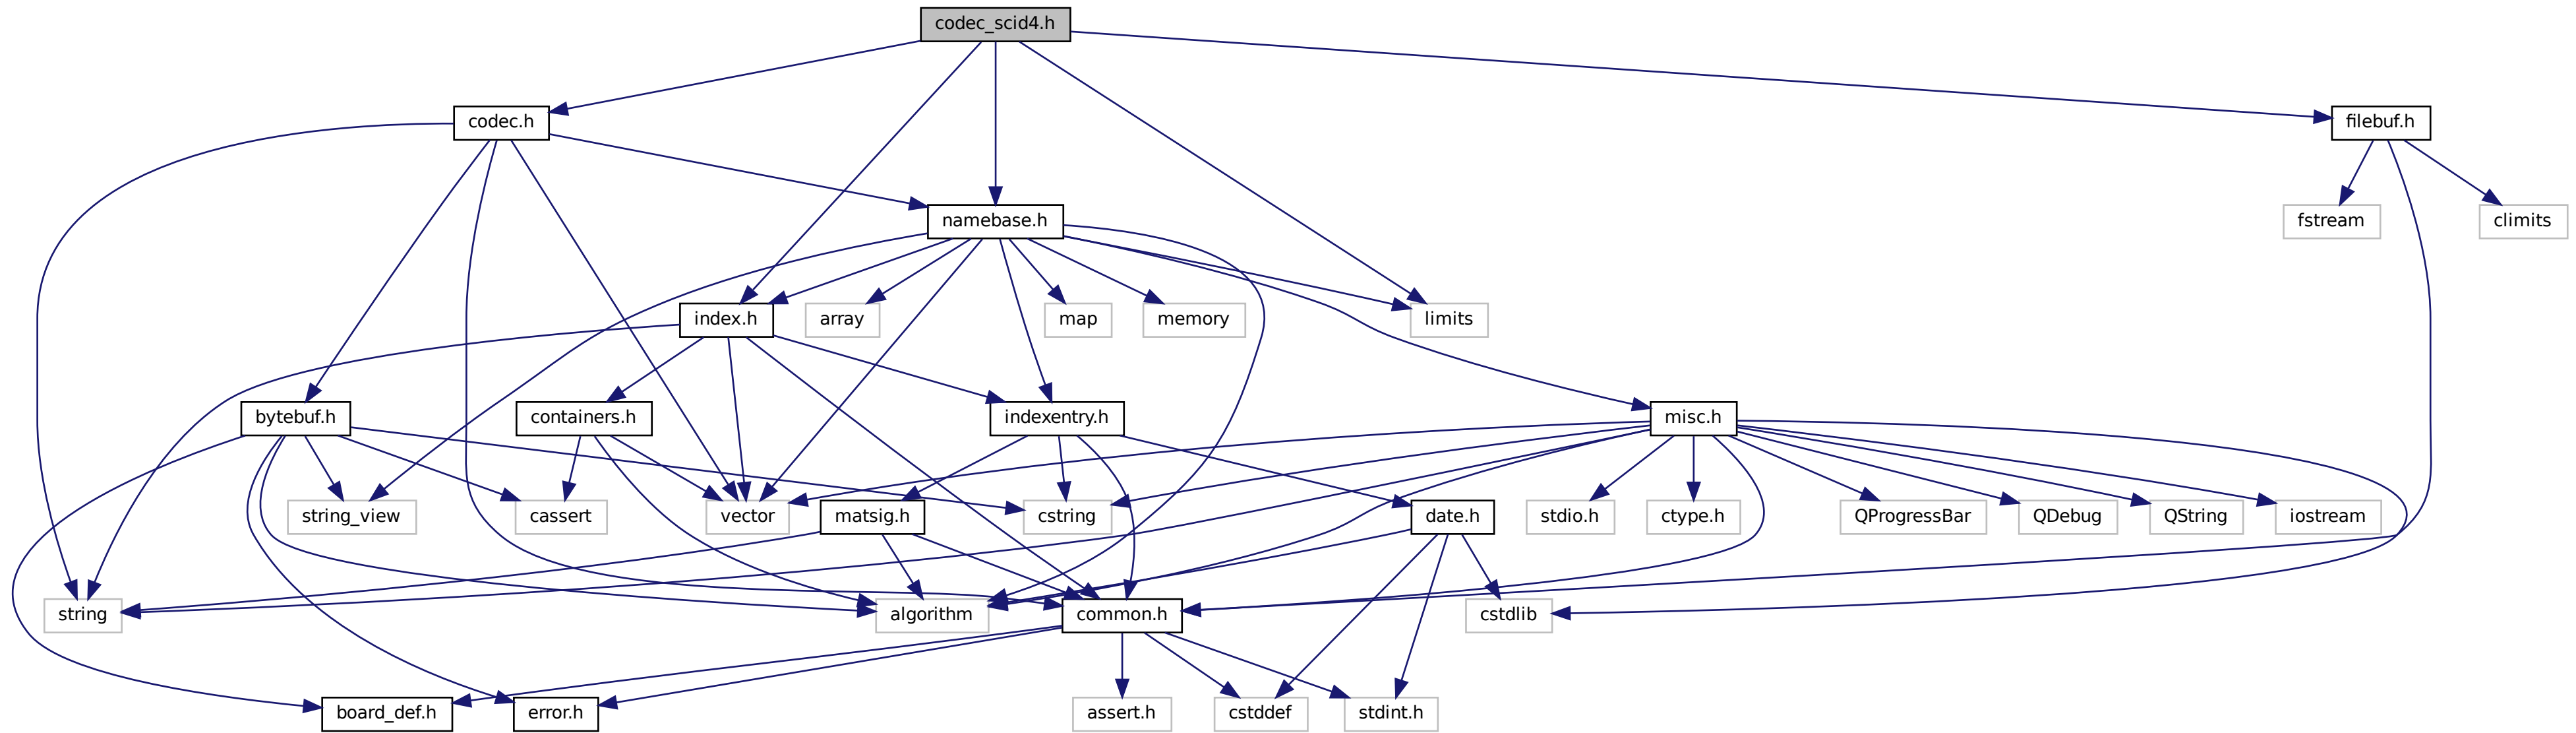 codec_scid4.h
codec.h
filebuf.h
namebase.h
fstream
climits
index.h
array
map
memory
limits
bytebuf.h
containers.h
indexentry.h
misc.h
string_view
cassert
vector
matsig.h
cstring
date.h
stdio.h
ctype.h
QProgressBar
QDebug
QString
iostream
string
algorithm
common.h
cstdlib
board_def.h
error.h
assert.h
cstddef
stdint.h